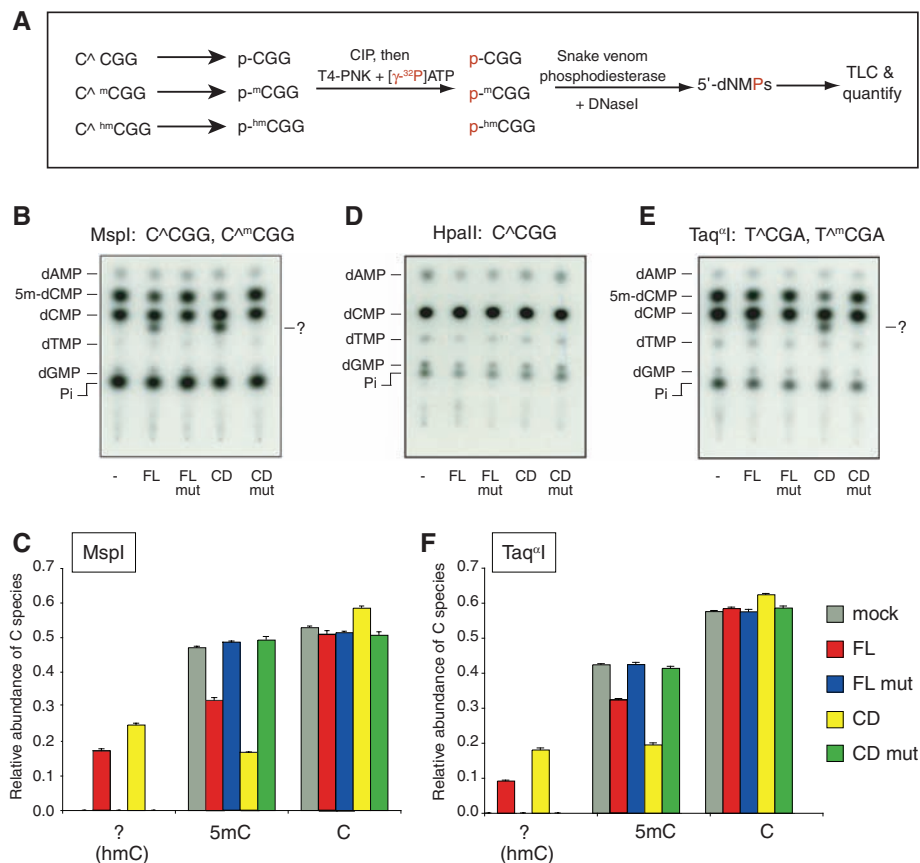 A
C^ CGG p-CGG CIP, then p-CGG Snake venom
T4-PNK + [γ-³²P]ATP phosphodiesterase
C^ ᵐCGG p-ᵐCGG p-ᵐCGG + DNaseI 5'-dNMPs TLC & quantify
C^ ʰᵐCGG p-ʰᵐCGG p-ʰᵐCGG
B
MspI: C^CGG, C^ᵐCGG
dAMP
5m-dCMP
dCMP
?
dTMP
dGMP
Pi
- FL FL mut CD CD mut
D
HpaII: C^CGG
dAMP
dCMP
dTMP
dGMP
Pi
- FL FL mut CD CD mut
E
TaqᵅI: T^CGA, T^ᵐCGA
dAMP
5m-dCMP
dCMP
?
dTMP
dGMP
Pi
- FL FL mut CD CD mut
C
MspI
Relative abundance of C species
0.7
0.6
0.5
0.4
0.3
0.2
0.1
0.0
? (hmC) 5mC C
F
TaqᵅI
Relative abundance of C species
0.7
0.6
0.5
0.4
0.3
0.2
0.1
0.0
? (hmC) 5mC C
mock
FL
FL mut
CD
CD mut